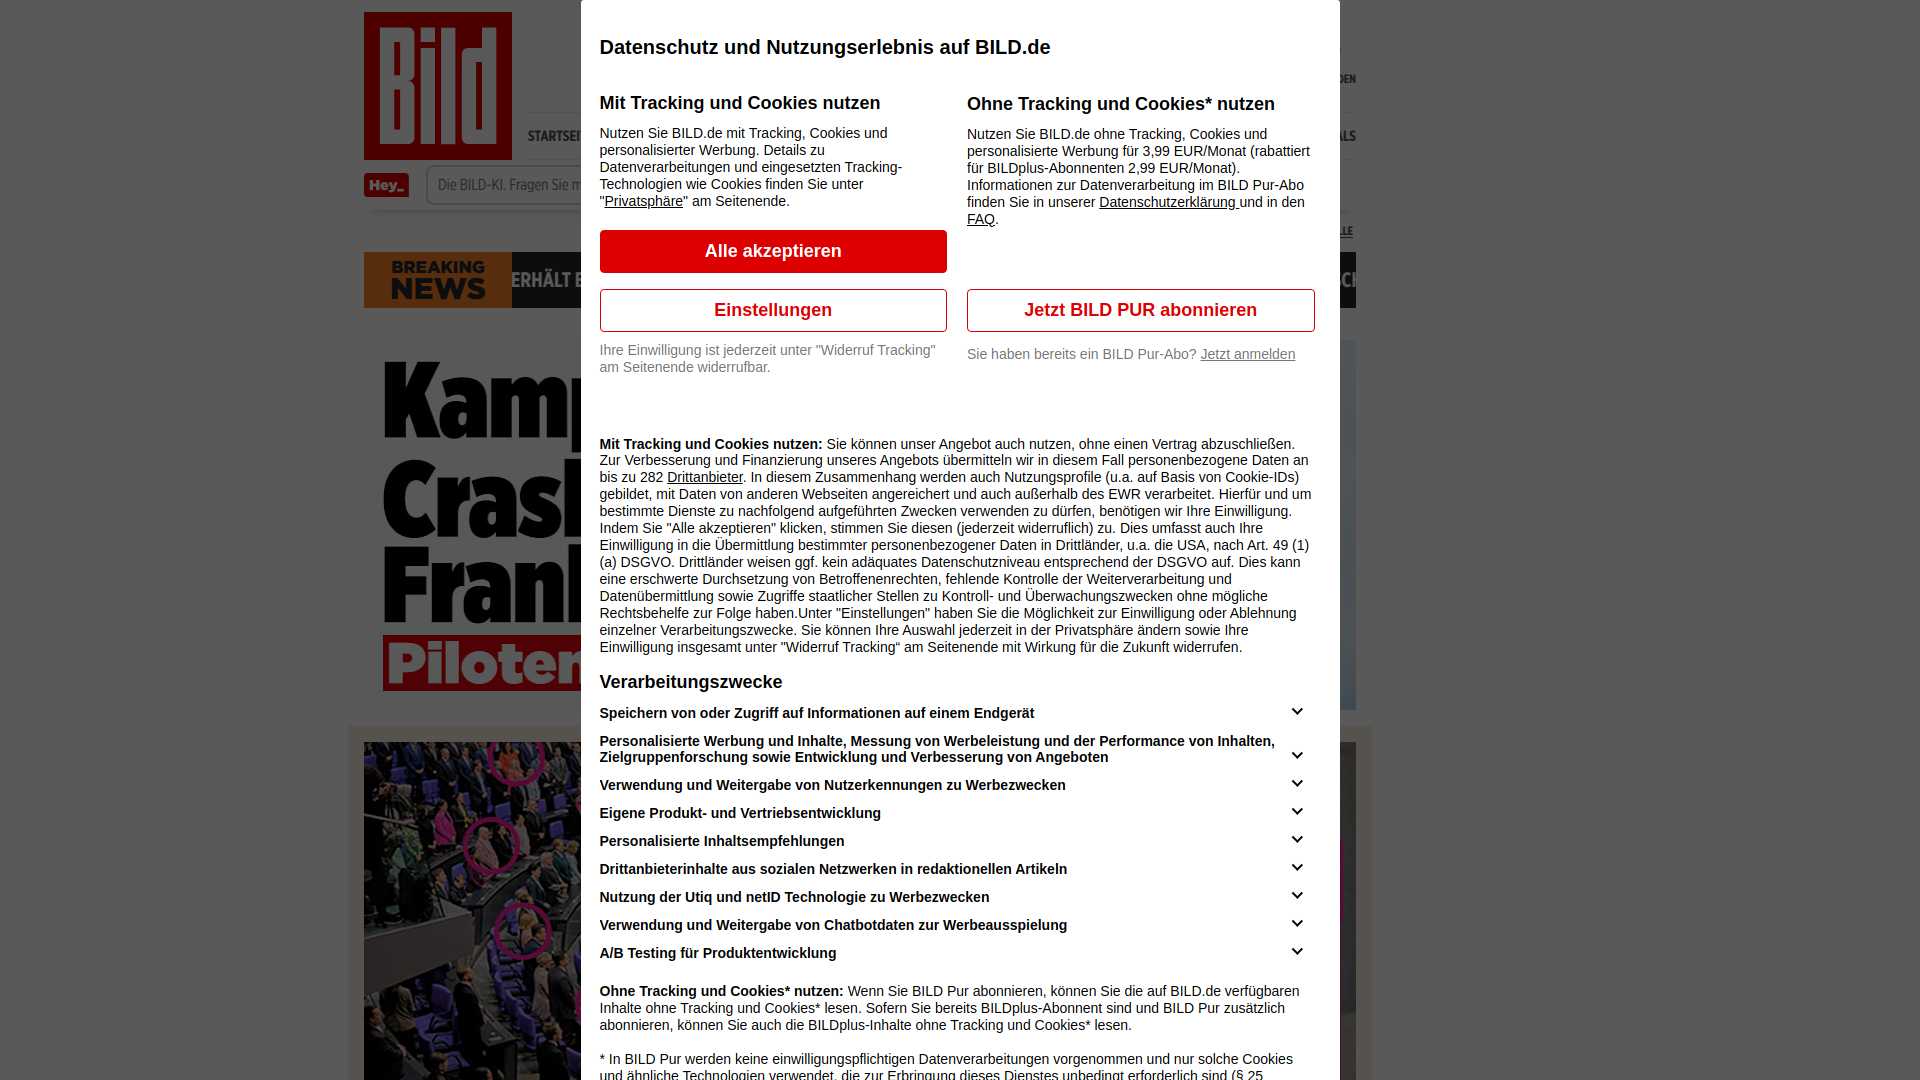 Bild
STARTSEI
Hey_
Die BILD-KI. Fragen Sie m
BREAKING
NEWS
ERHÄLT
Kam
Crash
Fran
Piloten
DEN
ALS
LLE
Datenschutz und Nutzungserlebnis auf BILD.de
Mit Tracking und Cookies nutzen
Nutzen Sie BILD.de mit Tracking, Cookies und
personalisierter Werbung. Details zu
Datenverarbeitungen und eingesetzten Tracking-
Technologien wie Cookies finden Sie unter
"Privatsphäre" am Seitenende.
Alle akzeptieren
Einstellungen
Ihre Einwilligung ist jederzeit unter "Widerruf Tracking"
am Seitenende widerrufbar.
Ohne Tracking und Cookies* nutzen
Nutzen Sie BILD.de ohne Tracking, Cookies und
personalisierte Werbung für 3,99 EUR/Monat (rabattiert
für BILDplus-Abonnenten 2,99 EUR/Monat).
Informationen zur Datenverarbeitung im BILD Pur-Abo
finden Sie in unserer Datenschutzerklärung und in den
FAQ.
Jetzt BILD PUR abonnieren
Sie haben bereits ein BILD Pur-Abo? Jetzt anmelden
Mit Tracking und Cookies nutzen: Sie können unser Angebot auch nutzen, ohne einen Vertrag abzuschließen.
Zur Verbesserung und Finanzierung unseres Angebots übermitteln wir in diesem Fall personenbezogene Daten an
bis zu 282 Drittanbieter. In diesem Zusammenhang werden auch Nutzungsprofile (u.a. auf Basis von Cookie-IDs)
gebildet, mit Daten von anderen Webseiten angereichert und auch außerhalb des EWR verarbeitet. Hierfür und um
bestimmte Dienste zu nachfolgend aufgeführten Zwecken verwenden zu dürfen, benötigen wir Ihre Einwilligung.
Indem Sie "Alle akzeptieren" klicken, stimmen Sie diesen (jederzeit widerruflich) zu. Dies umfasst auch Ihre
Einwilligung in die Übermittlung bestimmter personenbezogener Daten in Drittländer, u.a. die USA, nach Art. 49 (1)
(a) DSGVO. Drittländer weisen ggf. kein adäquates Datenschutzniveau entsprechend der DSGVO auf. Dies kann
eine erschwerte Durchsetzung von Betroffenenrechten, fehlende Kontrolle der Weiterverarbeitung und
Datenübermittlung sowie Zugriffe staatlicher Stellen zu Kontroll- und Überwachungszwecken ohne mögliche
Rechtsbehelfe zur Folge haben.Unter "Einstellungen" haben Sie die Möglichkeit zur Einwilligung oder Ablehnung
einzelner Verarbeitungszwecke. Sie können Ihre Auswahl jederzeit in der Privatsphäre ändern sowie Ihre
Einwilligung insgesamt unter "Widerruf Tracking“ am Seitenende mit Wirkung für die Zukunft widerrufen.
Verarbeitungszwecke
Speichern von oder Zugriff auf Informationen auf einem Endgerät
Personalisierte Werbung und Inhalte, Messung von Werbeleistung und der Performance von Inhalten,
Zielgruppenforschung sowie Entwicklung und Verbesserung von Angeboten
Verwendung und Weitergabe von Nutzerkennungen zu Werbezwecken
Eigene Produkt- und Vertriebsentwicklung
Personalisierte Inhaltsempfehlungen
Drittanbieterinhalte aus sozialen Netzwerken in redaktionellen Artikeln
Nutzung der Utiq und netID Technologie zu Werbezwecken
Verwendung und Weitergabe von Chatbotdaten zur Werbeausspielung
A/B Testing für Produktentwicklung
Ohne Tracking und Cookies* nutzen: Wenn Sie BILD Pur abonnieren, können Sie die auf BILD.de verfügbaren
Inhalte ohne Tracking und Cookies* lesen. Sofern Sie bereits BILDplus-Abonnent sind und BILD Pur zusätzlich
abonnieren, können Sie auch die BILDplus-Inhalte ohne Tracking und Cookies* lesen.
* In BILD Pur werden keine einwilligungspflichtigen Datenverarbeitungen vorgenommen und nur solche Cookies
und ähnliche Technologien verwendet, die zur Erbringung dieses Dienstes unbedingt erforderlich sind (§ 25